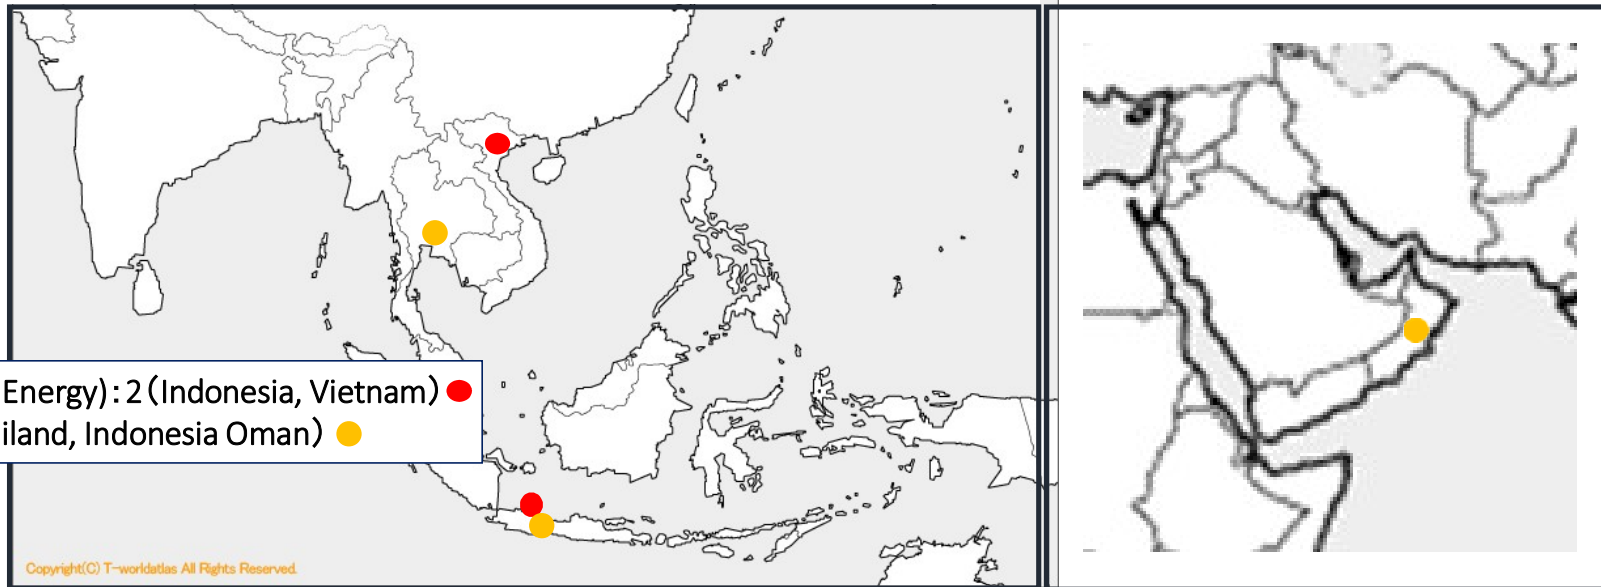 Energy):2(Indonesia, Vietnam)
iland, Indonesia Oman)
Copyright(C) T-worldatlas All Rights Reserved.